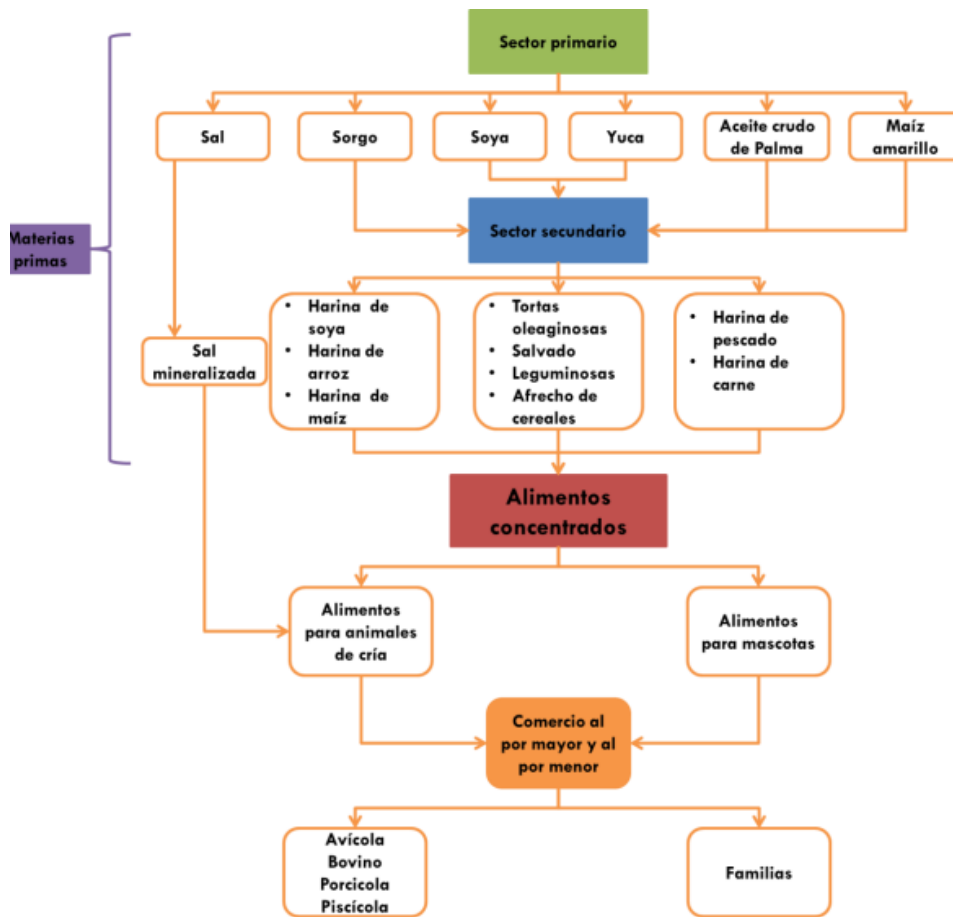 Sector primario
Sal
Sorgo
Soya
Yuca
Aceite crudo
de Palma
Maíz
amarillo
Materias
primas
Sector secundario
• Harina de
soya
• Harina de
arroz
• Harina de
maíz
• Tortas
oleaginosas
• Salvado
• Leguminosas
• Afrecho de
cereales
• Harina de
pescado
• Harina de
carne
Sal
mineralizada
Alimentos
concentrados
Alimentos
para animales
de cría
Alimentos
para mascotas
Comercio al
por mayor y al
por menor
Avícola
Bovino
Porcicola
Piscícola
Familias